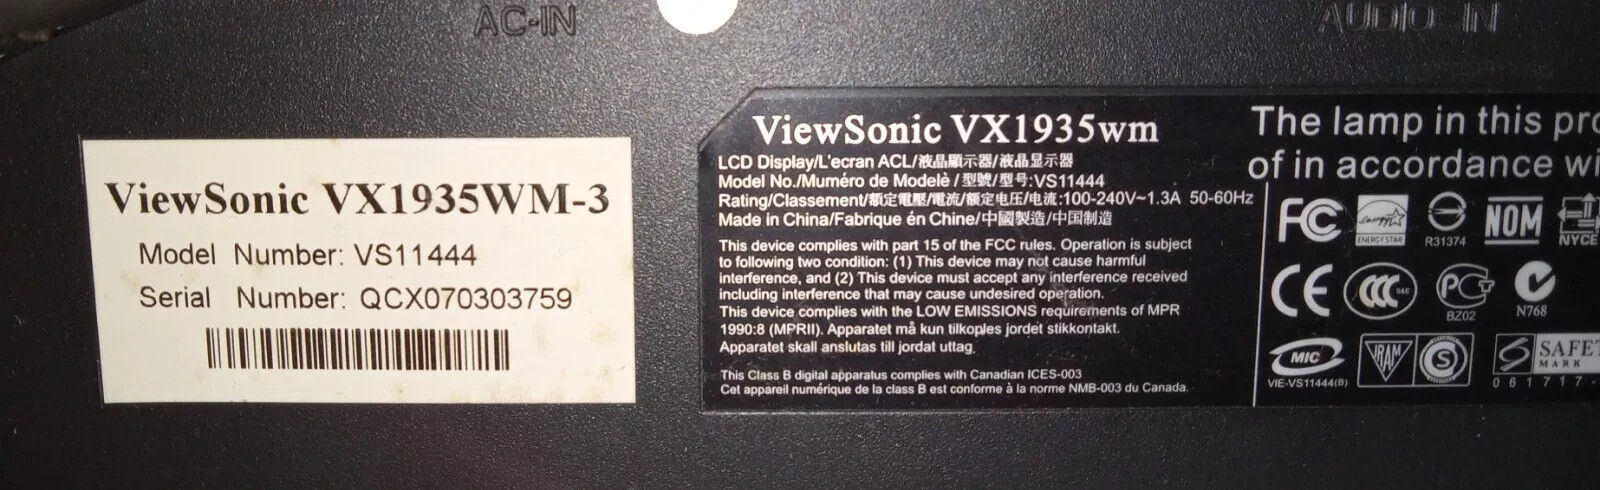 AC-IN
AUDIO IN
ViewSonic VX1935WM-3
Model Number: VS11444
Serial Number: QCX070303759
ViewSonic VX1935wm
LCD Display/L'ecran ACL/液晶顯示器/液晶显示器
Model No./Muméro de Modelè/型號/型号:VS11444
Rating/Classement/額定電壓/電流/额定电压/电流:100-240V~1.3A 50-60Hz
Made in China/Fabrique én Chine/中國製造/中国制造
This device complies with part 15 of the FCC rules. Operation is subject
to following two condition: (1) This device may not cause harmful
interference, and (2) This device must accept any interference received
including interference that may cause undesired operation.
This device complies with the LOW EMISSIONS requirements of MPR
1990:8 (MPRII). Apparatet må kun tilkoples jordet stikkontakt.
Apparatet skall anslutas till jordat uttag.
This Class B digital apparatus complies with Canadian ICES-003
Cet appareil numérique de la class B est conforme à la norme NMB-003 du Canada.
The lamp in this pro
of in accordance wi
FC
energy
ENERGY STAR
R31374
NOM
NYCE
CE
CCC S&E
PCT
BZ02
N768
MIC
VIE-VS11444(B)
IRAM
S
SAFET
MARK
061717-